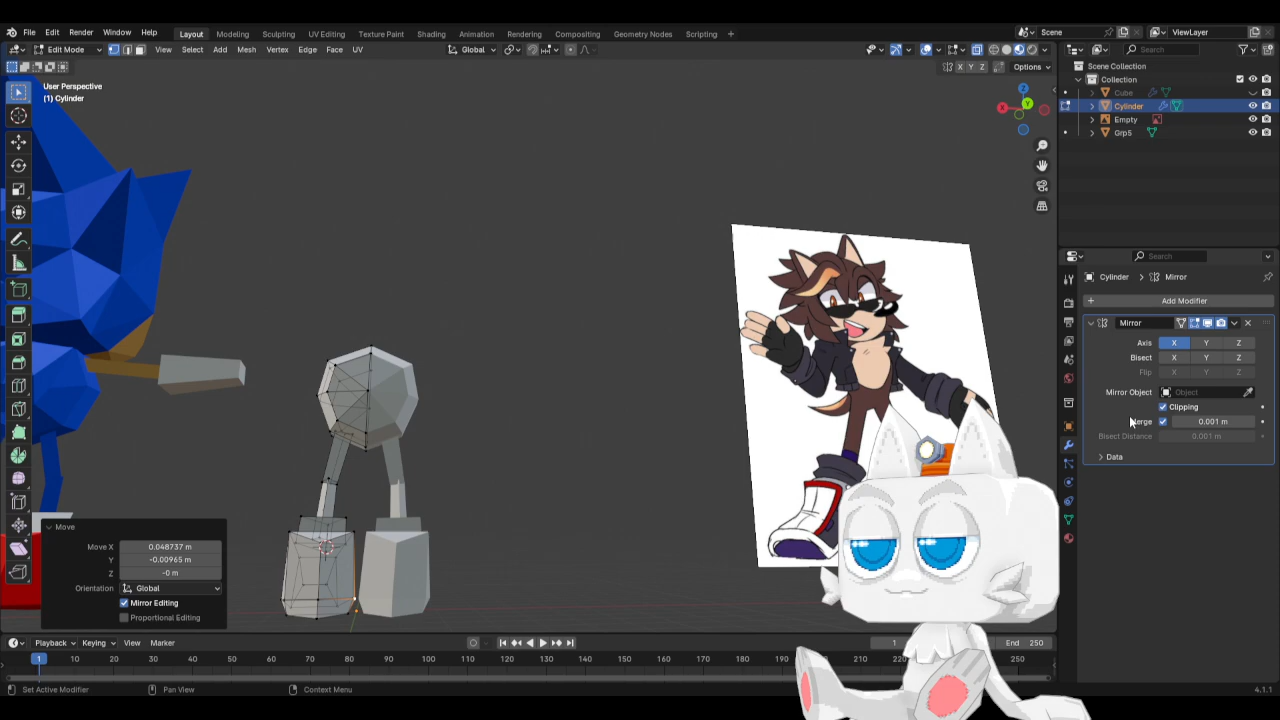 File Edit Render Window Help Layout Modeling Sculpting UV Editing Texture Paint Shading Animation Rendering Compositing Geometry Nodes Scripting + Scene ViewLayer
Edit Mode View Select Add Mesh Vertex Edge Face UV Global Search
X Y Z Options
Scene Collection
Collection
User Perspective
(1) Cylinder
Cube
Cylinder
Empty
Grp5
X Y Z
Search
Cylinder Mirror
Add Modifier
Mirror
Axis X Y Z
Bisect X Y Z
Flip X Y Z
Mirror Object Object
Clipping
erge 0.001 m
Bisect Distance 0.001 m
Data
Move
Move X 0.048737 m
Y -0.00965 m
Z -0 m
Orientation Global
Mirror Editing
Proportional Editing
Playback Keying View Marker 1 End 250
1 10 20 30 40 50 60 70 80 90 100 110 120 130 140 150 160 170 180 190 200 210 220 250
Set Active Modifier Pan View Context Menu 4.1.1